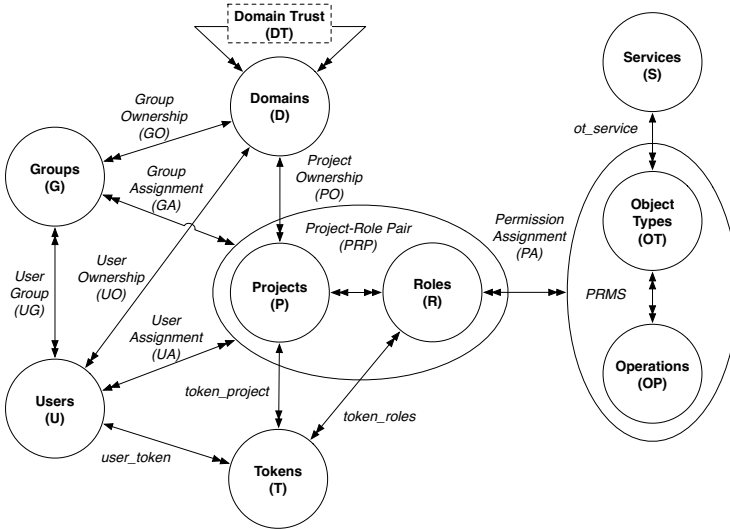 Domain Trust
(DT)
Services
(S)
Domains
(D)
Group
Ownership
(GO)
ot_service
Groups
(G)
Group
Assignment
(GA)
Project
Ownership
(PO)
Object
Types
(OT)
Permission
Assignment
(PA)
Project-Role Pair
(PRP)
User
Group
(UG)
User
Ownership
(UO)
Projects
(P)
Roles
(R)
PRMS
User
Assignment
(UA)
Operations
(OP)
token_project
token_roles
Users
(U)
user_token
Tokens
(T)